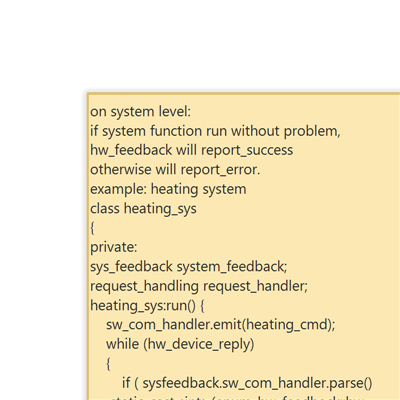 on system level:
if system function run without problem,
hw_feedback will report_success
otherwise will report_error.
example: heating system
class heating_sys
{
private:
sys_feedback system_feedback;
request_handling request_handler;
heating_sys:run() {
sw_com_handler.emit(heating_cmd);
while (hw_device_reply)
{
if ( sysfeedback.sw_com_handler.parse()